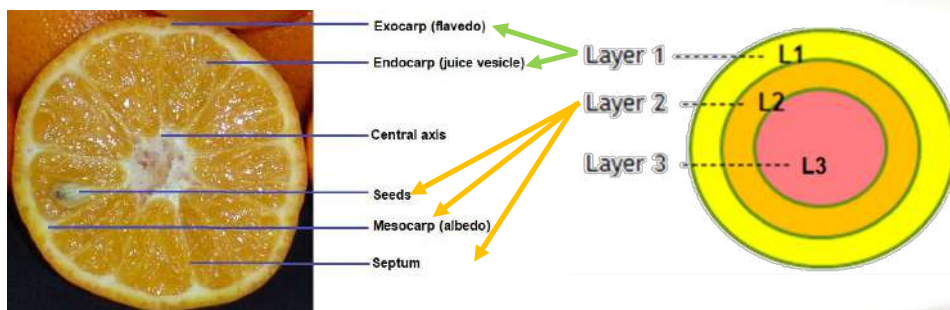 Exocarp (flavedo)
Endocarp (juice vesicle)
Central axis
Seeds
Mesocarp (albedo)
Septum
Layer 1
Layer 2
Layer 3
L1
L2
L3